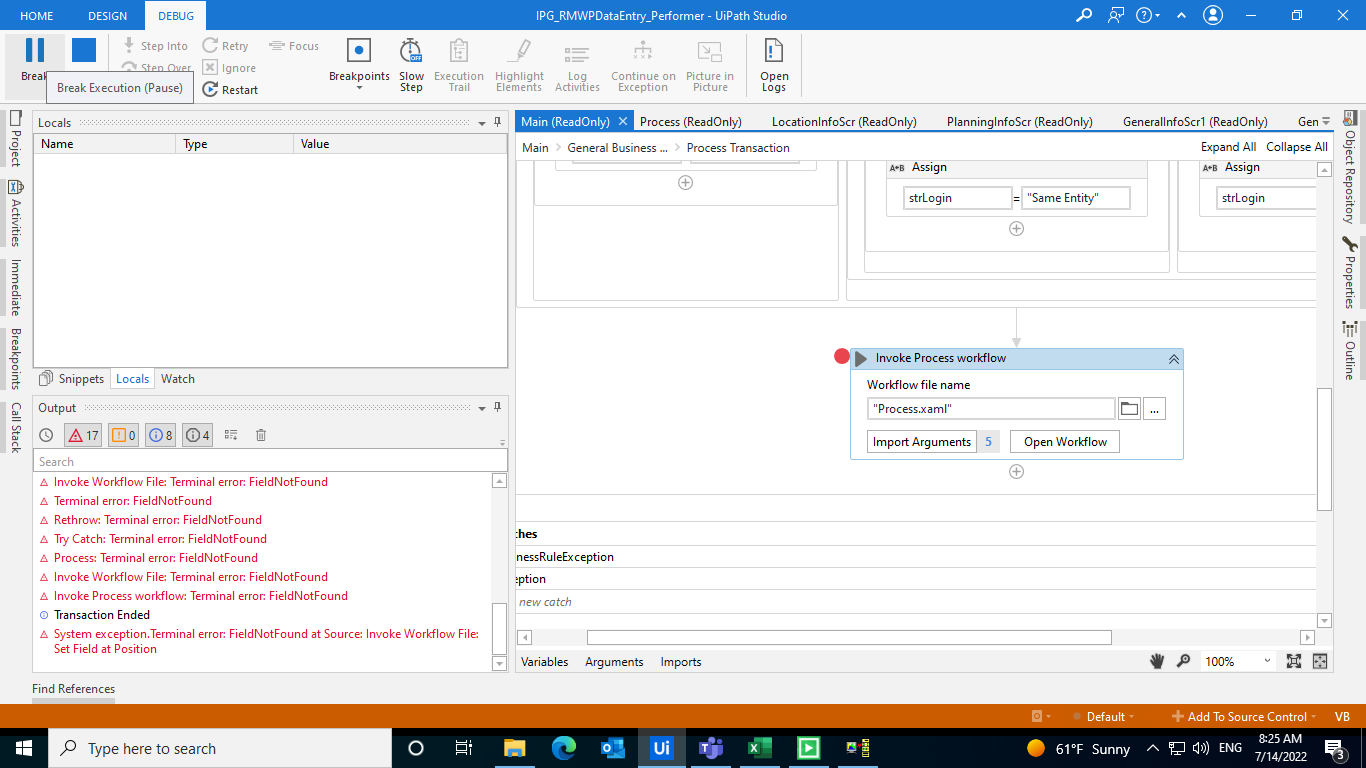 HOME DESIGN DEBUG IPG_RMWPDataEntry_Performer - UiPath Studio
Break Step Into Retry Focus
Step Over Ignore
Restart
Breakpoints Slow Step Execution Trail Highlight Elements Log Activities Continue on Exception Picture in Picture Open Logs
Break Execution (Pause)
Project
Activities
Immediate
Breakpoints
Call Stack
Locals
Name Type Value
Snippets Locals Watch
Output
17 0 8 4
Search
Invoke Workflow File: Terminal error: FieldNotFound
Terminal error: FieldNotFound
Rethrow: Terminal error: FieldNotFound
Try Catch: Terminal error: FieldNotFound
Process: Terminal error: FieldNotFound
Invoke Workflow File: Terminal error: FieldNotFound
Invoke Process workflow: Terminal error: FieldNotFound
Transaction Ended
System exception.Terminal error: FieldNotFound at Source: Invoke Workflow File:
Set Field at Position
Find References
Main (ReadOnly) Process (ReadOnly) LocationInfoScr (ReadOnly) PlanningInfoScr (ReadOnly) GeneralInfoScr1 (ReadOnly) Gen
Main General Business ... Process Transaction Expand All Collapse All
A+B Assign A+B Assign
strLogin = "Same Entity" strLogin
Invoke Process workflow
Workflow file name
"Process.xaml" ...
Import Arguments 5 Open Workflow
ches
nessRuleException
eption
new catch
Variables Arguments Imports 100%
Object Repository
Properties
Outline
Default Add To Source Control VB
Type here to search
Ui
61°F Sunny ENG 8:25 AM
7/14/2022
3